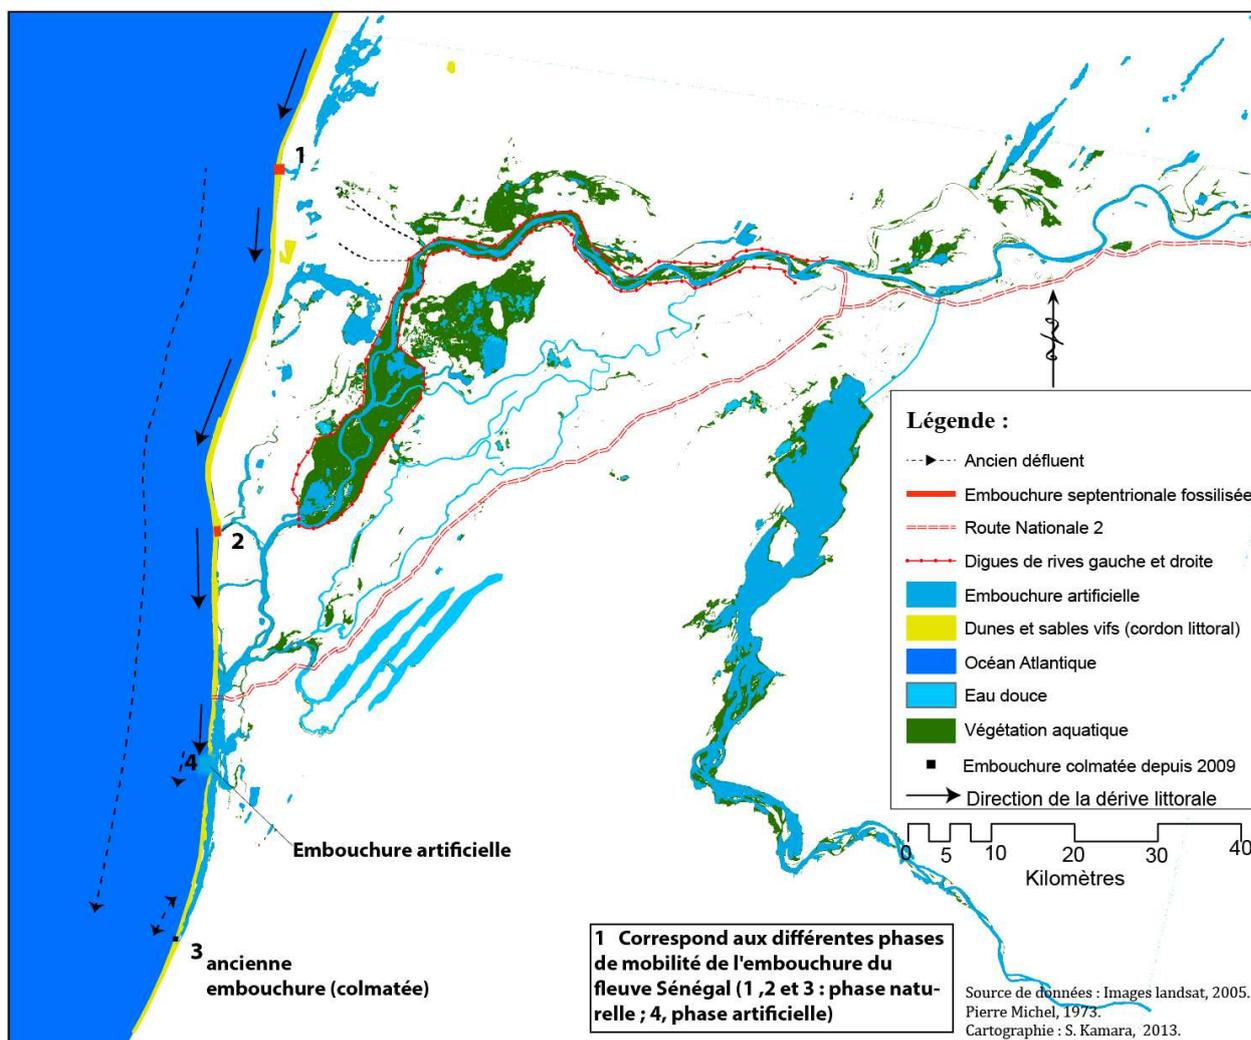 1
2
4
Embouchure artificielle
3
ancienne
embouchure (colmatée)
Légende :
Ancien défluent
Embouchure septentrionale fossilisée
Route Nationale 2
Digues de rives gauche et droite
Embouchure artificielle
Dunes et sables vifs (cordon littoral)
Océan Atlantique
Eau douce
Végétation aquatique
Embouchure colmatée depuis 2009
Direction de la dérive littorale
0 5 10 20 30 40
Kilomètres
1 Correspond aux différentes phases
de mobilité de l'embouchure du
fleuve Sénégal (1 ,2 et 3 : phase natu-
relle ; 4, phase artificielle)
Source de données : Images landsat, 2005.
Pierre Michel, 1973.
Cartographie : S. Kamara, 2013.